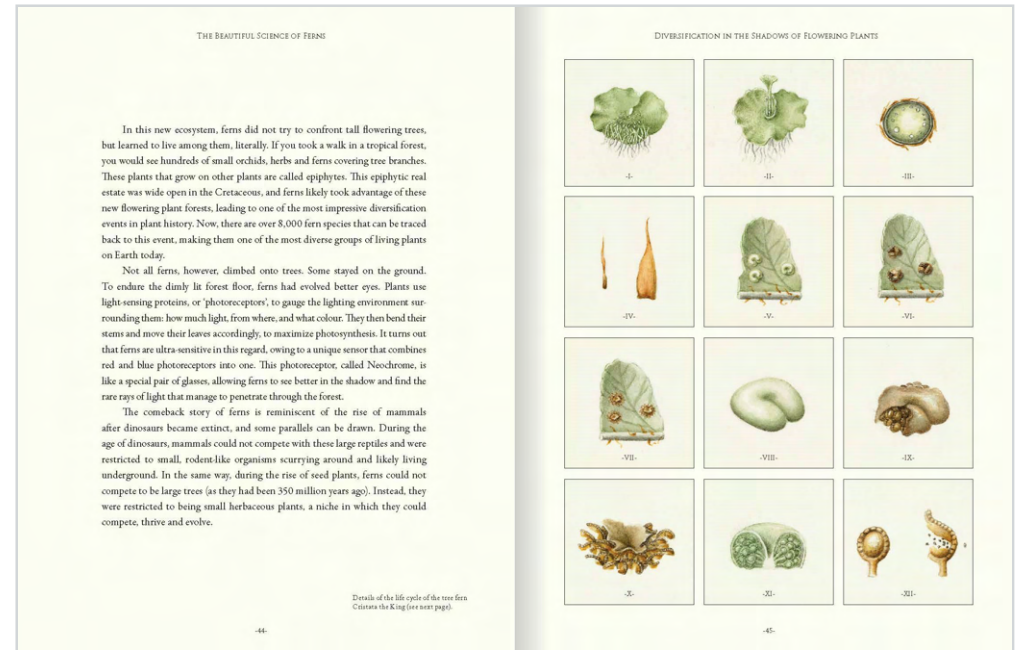 The Beautiful Science of Ferns
In this new ecosystem, ferns did not try to confront tall flowering trees,
but learned to live among them, literally. If you took a walk in a tropical forest,
you would see hundreds of small orchids, herbs and ferns covering tree branches.
These plants that grow on other plants are called epiphytes. This epiphytic real
estate was wide open in the Cretaceous, and ferns likely took advantage of these
new flowering plant forests, leading to one of the most impressive diversification
events in plant history. Now, there are over 8,000 fern species that can be traced
back to this event, making them one of the most diverse groups of living plants
on Earth today.
Not all ferns, however, climbed onto trees. Some stayed on the ground.
To endure the dimly lit forest floor, ferns had evolved better eyes. Plants use
light-sensing proteins, or ‘photoreceptors’, to gauge the lighting environment sur-
rounding them: how much light, from where, and what colour. They then bend their
stems and move their leaves accordingly, to maximize photosynthesis. It turns out
that ferns are ultra-sensitive in this regard, owing to a unique sensor that combines
red and blue photoreceptors into one. This photoreceptor, called Neochrome, is
like a special pair of glasses, allowing ferns to see better in the shadow and find the
rare rays of light that manage to penetrate through the forest.
The comeback story of ferns is reminiscent of the rise of mammals
after dinosaurs became extinct, and some parallels can be drawn. During the
age of dinosaurs, mammals could not compete with these large reptiles and were
restricted to small, rodent-like organisms scurrying around and likely living
underground. In the same way, during the rise of seed plants, ferns could not
compete to be large trees (as they had been 350 million years ago). Instead, they
were restricted to being small herbaceous plants, a niche in which they could
compete, thrive and evolve.
Details of the life cycle of the tree fern
Cristata the King (see next page).
-44-
Diversification in the Shadows of Flowering Plants
-I-
-II-
-III-
-IV-
-V-
-VI-
-VII-
-VIII-
-IX-
-X-
-XI-
-XII-
-45-